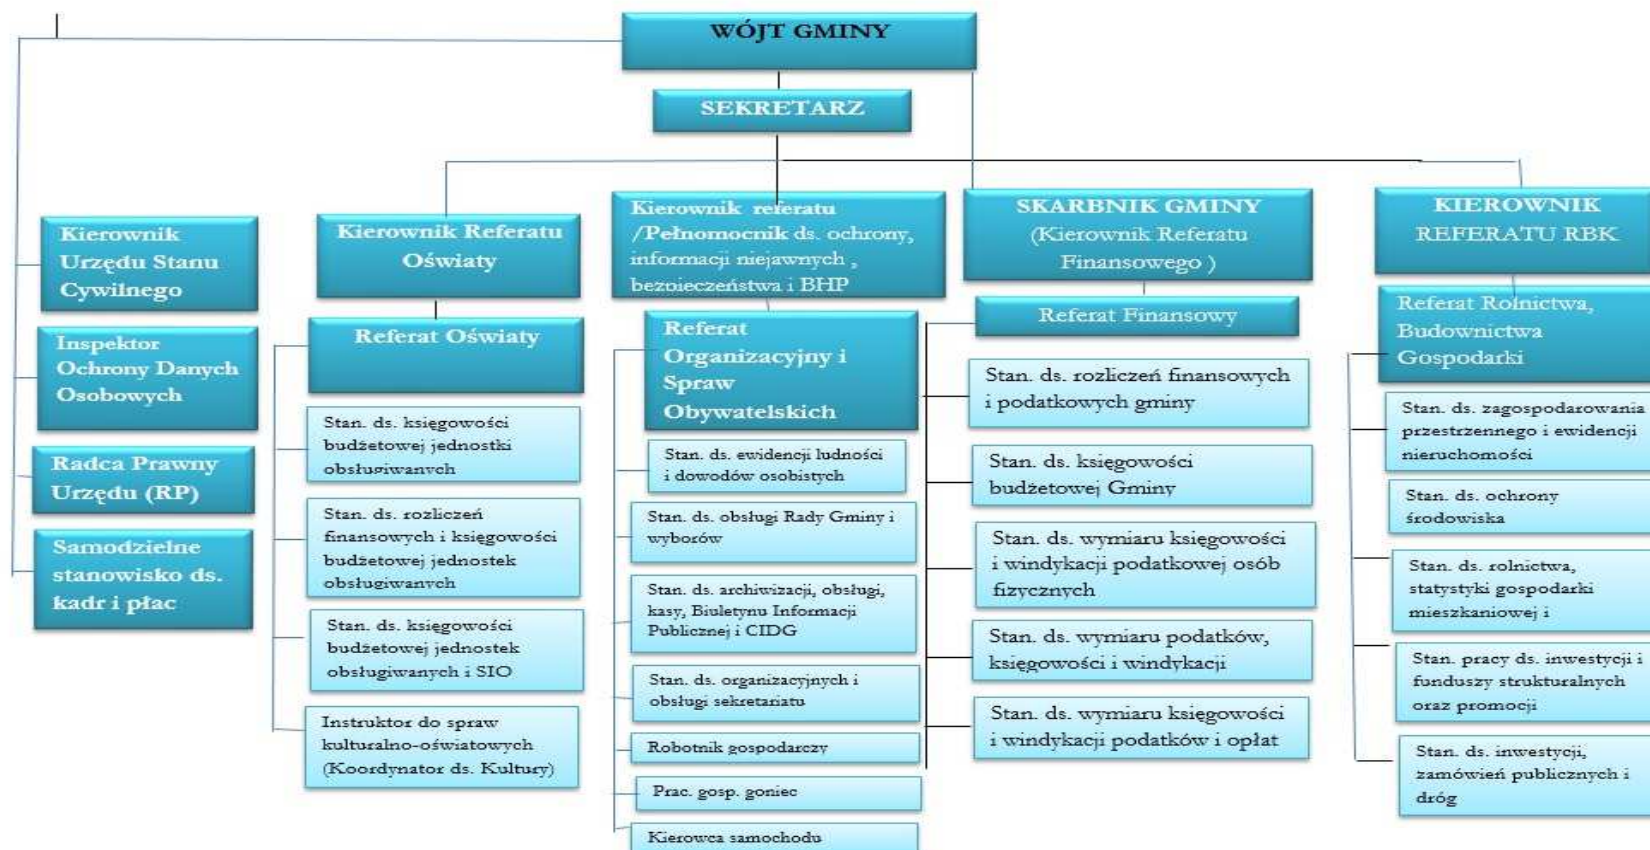 WÓJT GMINY
SEKRETARZ
Kierownik
Urzędu Stanu
Cywilnego
Inspektor
Ochrony Danych
Osobowych
Radca Prawny
Urzędu (RP)
Samodzielne
stanowisko ds.
kadr i płac
Kierownik Referatu
Oświaty
Referat Oświaty
Stan. ds. księgowości
budżetowej jednostki
obsługiwanych
Stan. ds. rozliczeń
finansowych i księgowości
budżetowej jednostek
obsługiwanych
Stan. ds. księgowości
budżetowej jednostek
obsługiwanych i SIO
Instruktor do spraw
kulturalno-oświatowych
(Koordynator ds. Kultury)
Kierownik referatu
/Pełnomocnik ds. ochrony,
informacji niejawnych ,
bezpieczeństwa i BHP
Referat
Organizacyjny i
Spraw
Obywatelskich
Stan. ds. ewidencji ludności
i dowodów osobistych
Stan. ds. obsługi Rady Gminy i
wyborów
Stan. ds. archiwizacji, obsługi,
kasy, Biuletynu Informacji
Publicznej i CIDG
Stan. ds. organizacyjnych i
obsługi sekretariatu
Robotnik gospodarczy
Prac. gosp. goniec
Kierowca samochodu
SKARBNIK GMINY
(Kierownik Referatu
Finansowego )
Referat Finansowy
Stan. ds. rozliczeń finansowych
i podatkowych gminy
Stan. ds. księgowości
budżetowej Gminy
Stan. ds. wymiaru księgowości
i windykacji podatkowej osób
fizycznych
Stan. ds. wymiaru podatków,
księgowości i windykacji
Stan. ds. wymiaru księgowości
i windykacji podatków i opłat
KIEROWNIK
REFERATU RBK
Referat Rolnictwa,
Budownictwa
Gospodarki
Stan. ds. zagospodarowania
przestrzennego i ewidencji
nieruchomości
Stan. ds. ochrony
środowiska
Stan. ds. rolnictwa,
statystyki gospodarki
mieszkaniowej i
Stan. pracy ds. inwestycji i
funduszy strukturalnych
oraz promocji
Stan. ds. inwestycji,
zamówień publicznych i
dróg